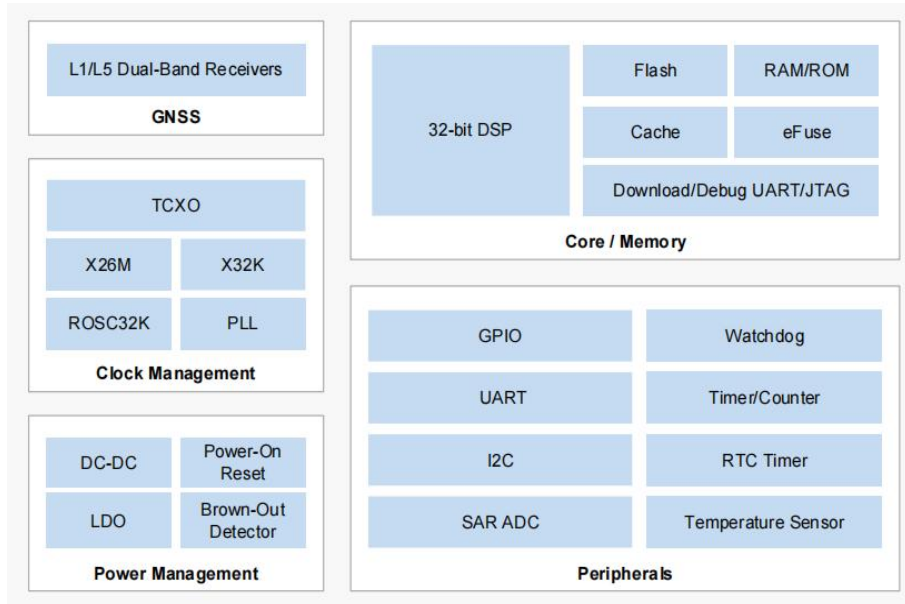 L1/L5 Dual-Band Receivers
GNSS
TCXO
X26M
X32K
ROSC32K
PLL
Clock Management
DC-DC
Power-On
Reset
LDO
Brown-Out
Detector
Power Management
32-bit DSP
Flash
RAM/ROM
Cache
eFuse
Download/Debug UART/JTAG
Core / Memory
GPIO
Watchdog
UART
Timer/Counter
I2C
RTC Timer
SAR ADC
Temperature Sensor
Peripherals